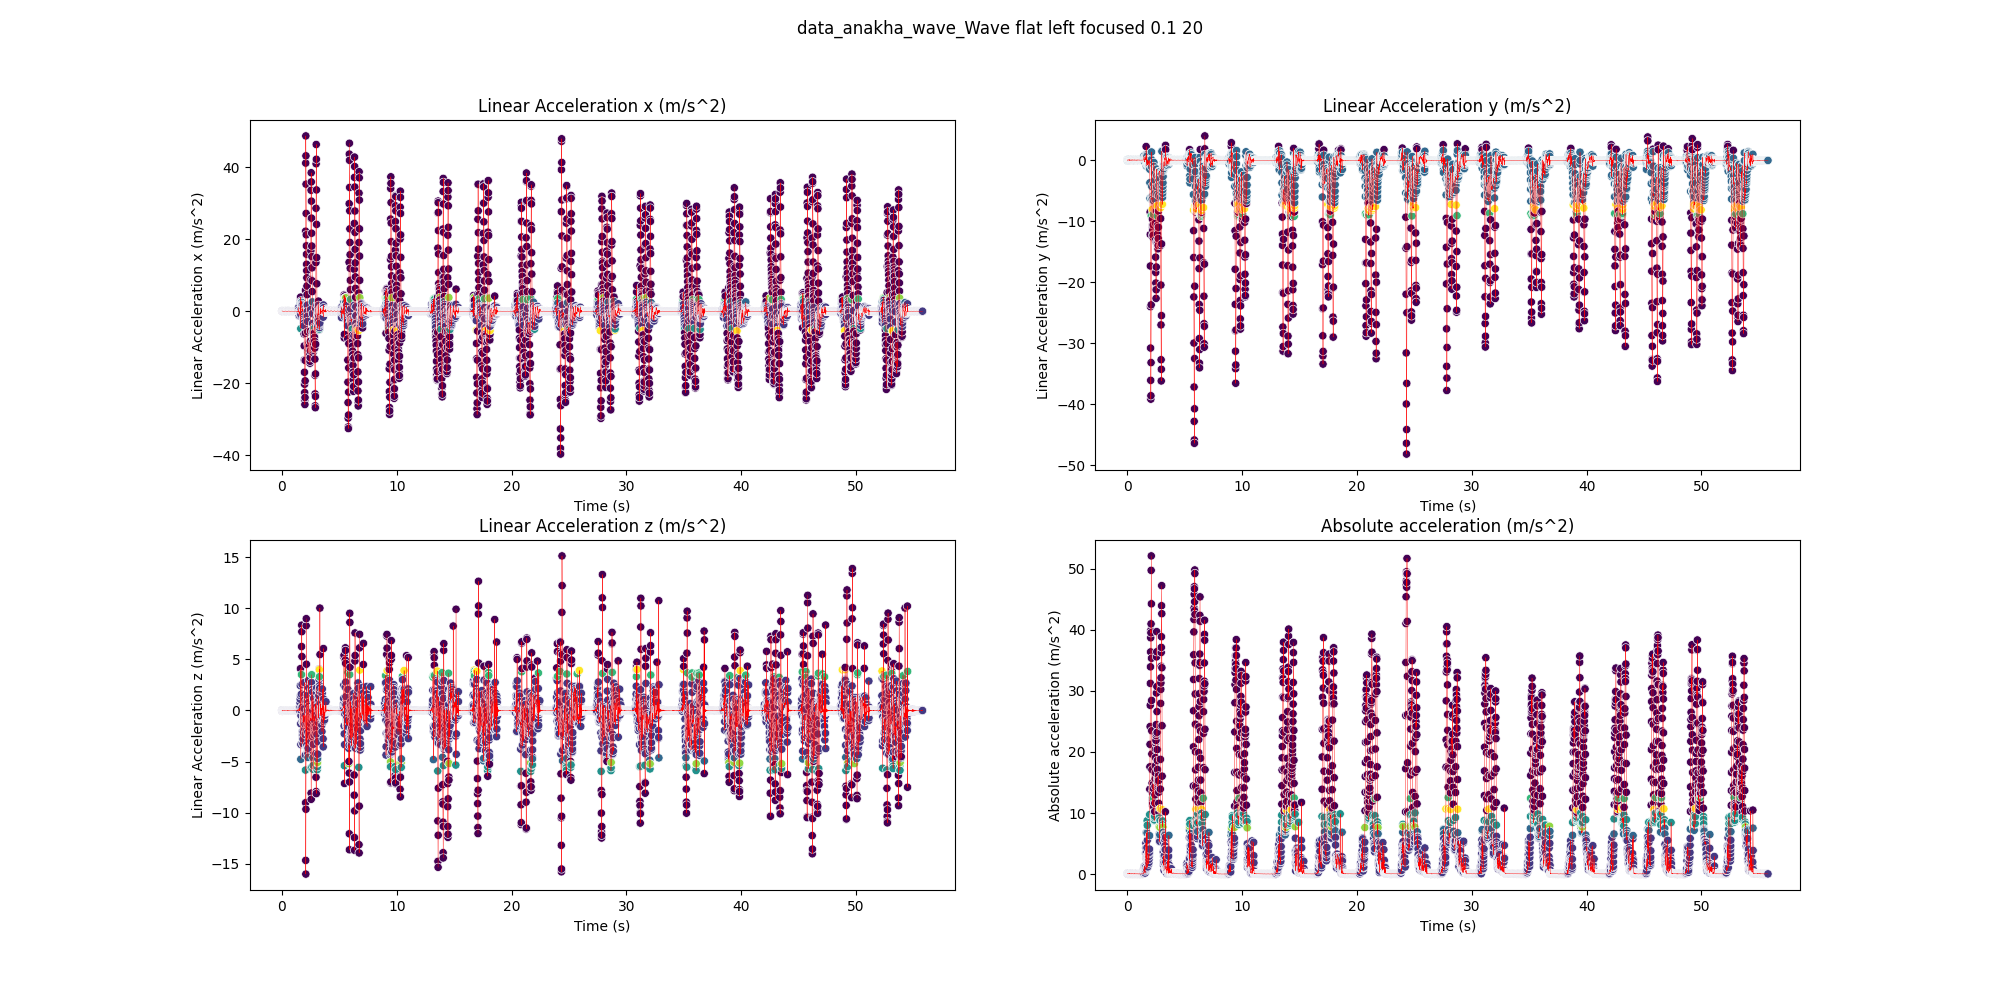 data_anakha_wave_Wave flat left focused 0.1 20
Linear Acceleration x (m/s^2)
Linear Acceleration x (m/s^2)
40
20
0
−20
−40
0 10 20 30 40 50
Time (s)
Linear Acceleration y (m/s^2)
Linear Acceleration y (m/s^2)
0
−10
−20
−30
−40
−50
0 10 20 30 40 50
Time (s)
Linear Acceleration z (m/s^2)
Linear Acceleration z (m/s^2)
15
10
5
0
−5
−10
−15
0 10 20 30 40 50
Time (s)
Absolute acceleration (m/s^2)
Absolute acceleration (m/s^2)
50
40
30
20
10
0
0 10 20 30 40 50
Time (s)